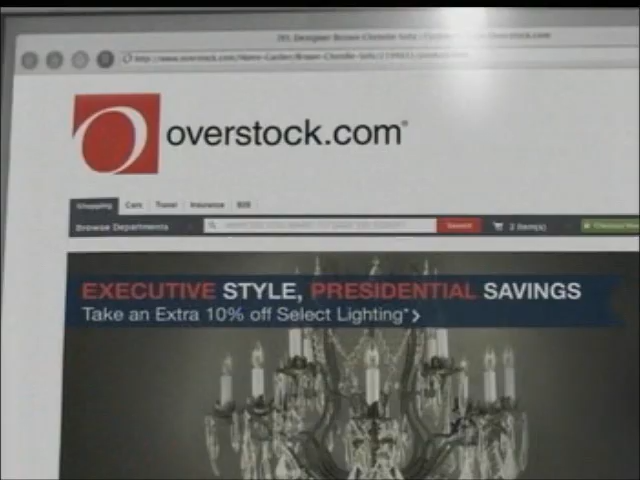 overstock.com
Shopping Cars Travel Insurance B2B
Browse Departments Search 2 item(s)
EXECUTIVE STYLE, PRESIDENTIAL SAVINGS
Take an Extra 10% off Select Lighting*>